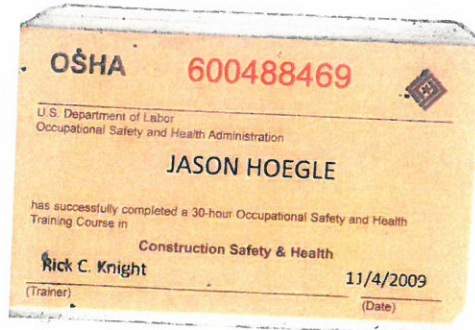 OSHA 600488469
U.S. Department of Labor
Occupational Safety and Health Administration
JASON HOEGLE
has successfully completed a 30-hour Occupational Safety and Health
Training Course in
Construction Safety & Health
Rick C. Knight 11/4/2009
(Trainer) (Date)